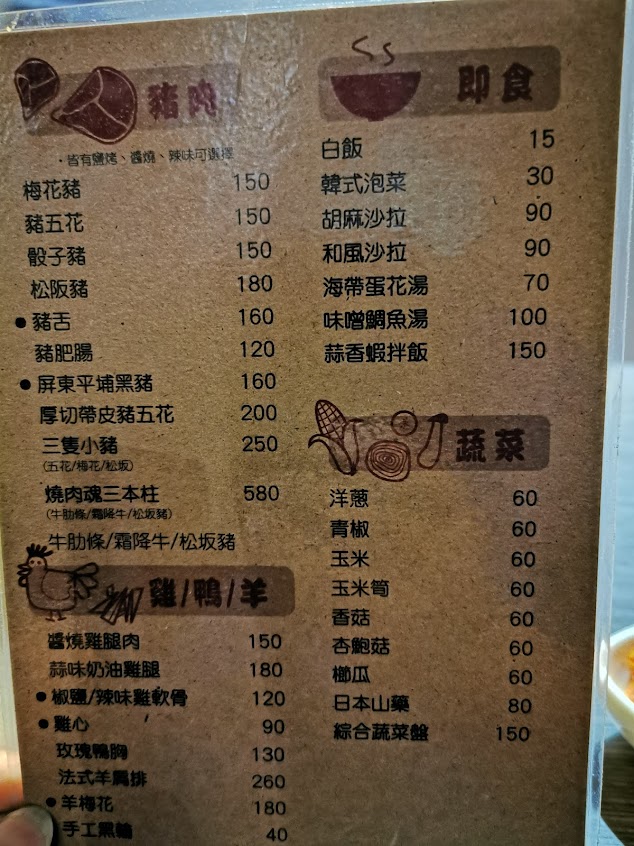 豬肉
・皆有鹽烤、醬燒、辣味可選擇
梅花豬 150
豬五花 150
骰子豬 150
松阪豬 180
●豬舌 160
豬肥腸 120
●屏東平埔黑豬 160
厚切帶皮豬五花 200
三隻小豬 250
(五花/梅花/松坂)
燒肉魂三本柱 580
(牛肋條/霜降牛/松坂豬)
牛肋條/霜降牛/松坂豬
雞/鴨/羊
醬燒雞腿肉 150
蒜味奶油雞腿 180
●椒鹽/辣味雞軟骨 120
●雞心 90
玫瑰鴨胸 130
法式羊肩排 260
●羊梅花 180
手工黑輪 40
即食
白飯 15
韓式泡菜 30
胡麻沙拉 90
和風沙拉 90
海帶蛋花湯 70
味噌鯛魚湯 100
蒜香蝦拌飯 150
蔬菜
洋蔥 60
青椒 60
玉米 60
玉米筍 60
香菇 60
杏鮑菇 60
櫛瓜 60
日本山藥 80
綜合蔬菜盤 150